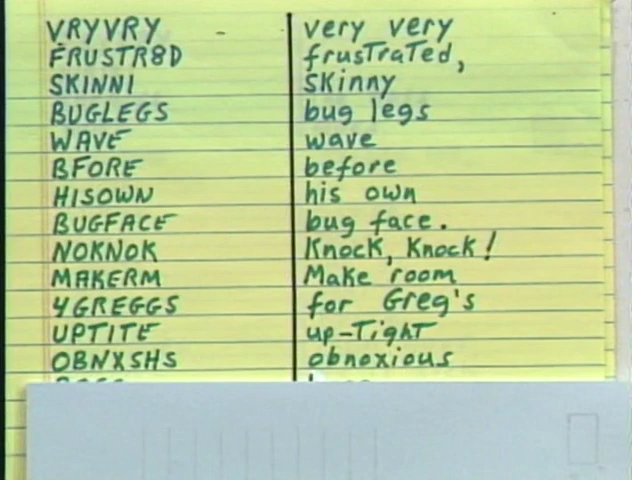 VRYVRY - very very
FRUSTR8D frustrated,
SKINNI skinny
BUGLEGS bug legs
WAVE wave
BFORE before
HISOWN his own
BUGFACE bug face.
NOKNOK Knock, Knock!
MAKERM Make room
4GREGGS for Greg's
UPTITE up-Tight
OBNXSHS obnoxious